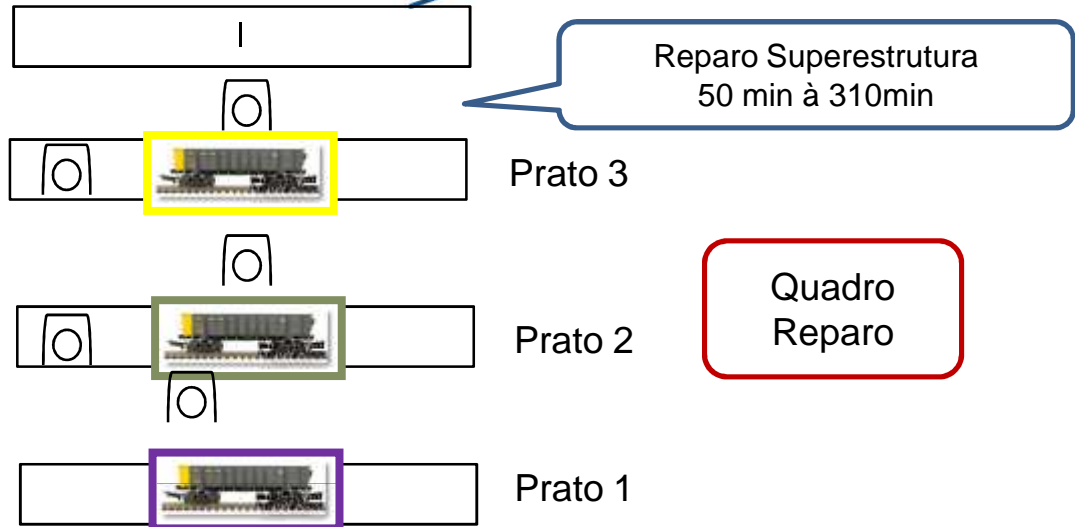 I
Reparo Superestrutura
50 min à 310min
Prato 3
Quadro
Reparo
Prato 2
Prato 1